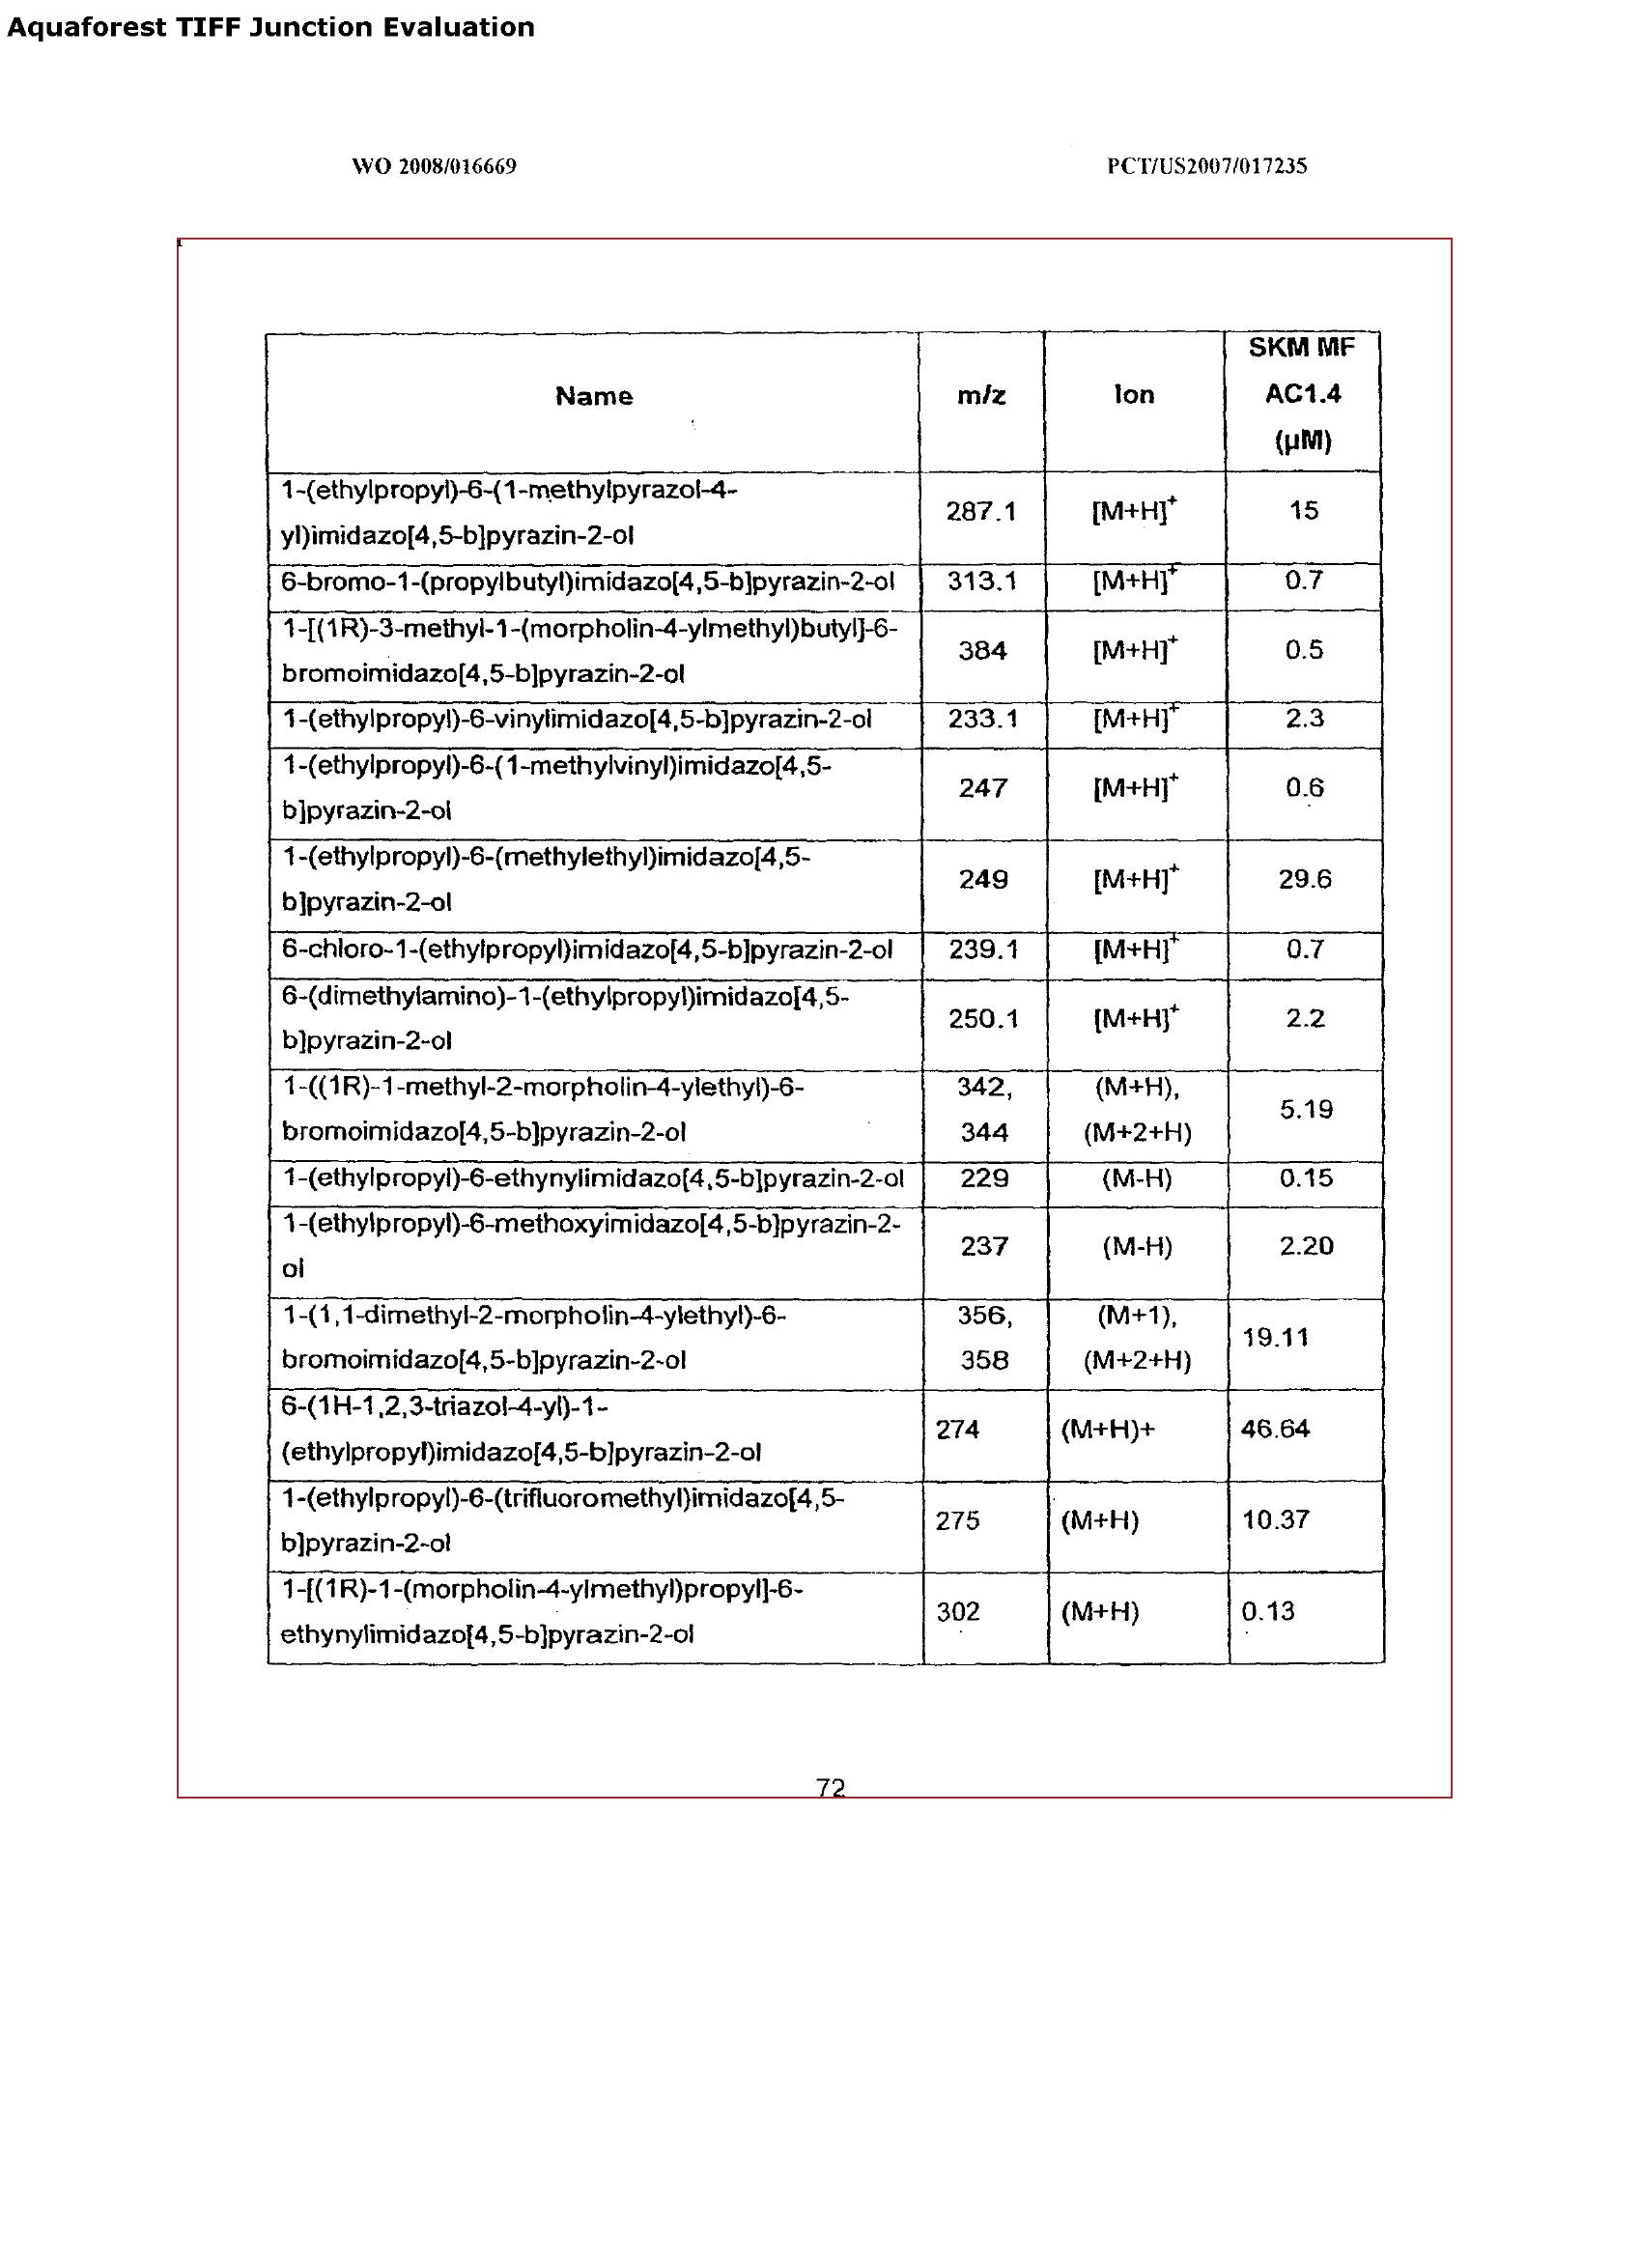 Aquaforest TIFF Junction Evaluation
WO 2008/016669 PCT/US2007/017235
SKM MF
Name m/z Ion AC1.4
(µM)
1-(ethylpropyl)-6-(1-methylpyrazol-4-
287.1 [M+H]⁺ 15
yl)imidazo[4,5-b]pyrazin-2-ol
6-bromo-1-(propylbutyl)imidazo[4,5-b]pyrazin-2-ol 313.1 [M+H]⁺ 0.7
1-[(1R)-3-methyl-1-(morpholin-4-ylmethyl)butyl]-6-
384 [M+H]⁺ 0.5
bromoimidazo[4,5-b]pyrazin-2-ol
1-(ethylpropyl)-6-vinylimidazo[4,5-b]pyrazin-2-ol 233.1 [M+H]⁺ 2.3
1-(ethylpropyl)-6-(1-methylvinyl)imidazo[4,5-
247 [M+H]⁺ 0.6
b]pyrazin-2-ol
1-(ethylpropyl)-6-(methylethyl)imidazo[4,5-
249 [M+H]⁺ 29.6
b]pyrazin-2-ol
6-chloro-1-(ethylpropyl)imidazo[4,5-b]pyrazin-2-ol 239.1 [M+H]⁺ 0.7
6-(dimethylamino)-1-(ethylpropyl)imidazo[4,5-
250.1 [M+H]⁺ 2.2
b]pyrazin-2-ol
1-((1R)-1-methyl-2-morpholin-4-ylethyl)-6- 342, (M+H),
5.19
bromoimidazo[4,5-b]pyrazin-2-ol 344 (M+2+H)
1-(ethylpropyl)-6-ethynylimidazo[4,5-b]pyrazin-2-ol 229 (M-H) 0.15
1-(ethylpropyl)-6-methoxyimidazo[4,5-b]pyrazin-2-
237 (M-H) 2.20
ol
1-(1,1-dimethyl-2-morpholin-4-ylethyl)-6- 356, (M+1),
19.11
bromoimidazo[4,5-b]pyrazin-2-ol 358 (M+2+H)
6-(1H-1,2,3-triazol-4-yl)-1-
274 (M+H)+ 46.64
(ethylpropyl)imidazo[4,5-b]pyrazin-2-ol
1-(ethylpropyl)-6-(trifluoromethyl)imidazo[4,5-
275 (M+H) 10.37
b]pyrazin-2-ol
1-[(1R)-1-(morpholin-4-ylmethyl)propyl]-6-
302 (M+H) 0.13
ethynylimidazo[4,5-b]pyrazin-2-ol
72